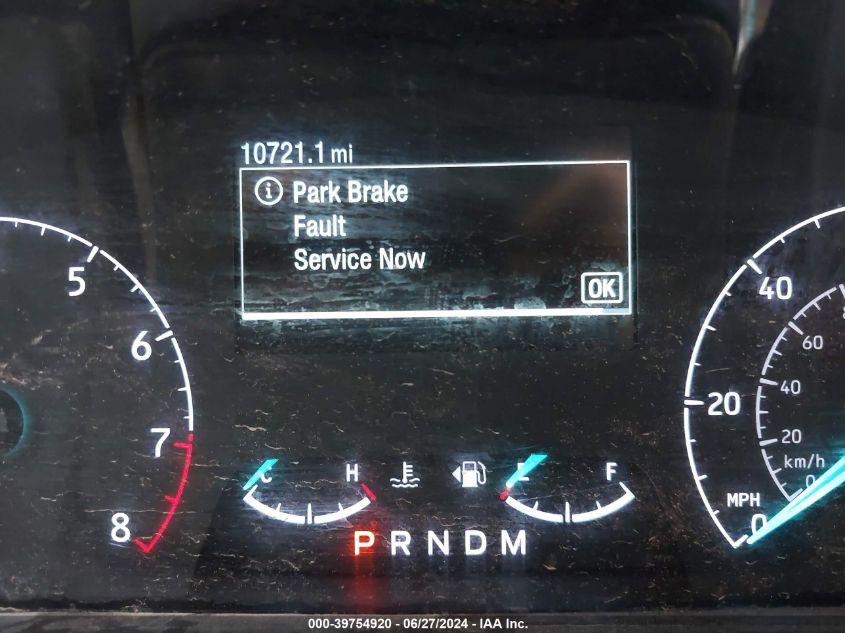 10721.1 mi
Park Brake
Fault
Service Now
OK
5
6
7
8
40
20
MPH
0
60
40
20
km/h
0
C
H
E
F
P R N D M
000-39754920 - 06/27/2024 - IAA Inc.